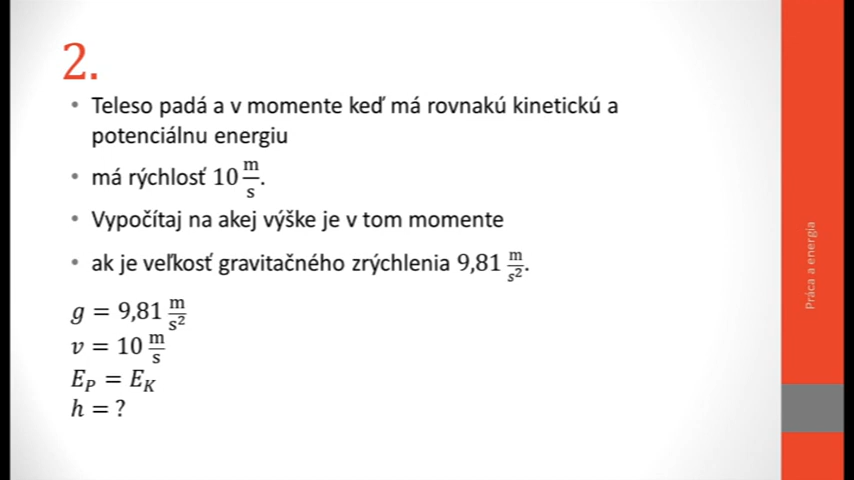 2.
• Teleso padá a v momente keď má rovnakú kinetickú a
potenciálnu energiu
• má rýchlosť 10 m/s.
• Vypočítaj na akej výške je v tom momente
• ak je veľkosť gravitačného zrýchlenia 9,81 m/s².
g = 9,81 m/s²
v = 10 m/s
E_P = E_K
h = ?
Práca a energia